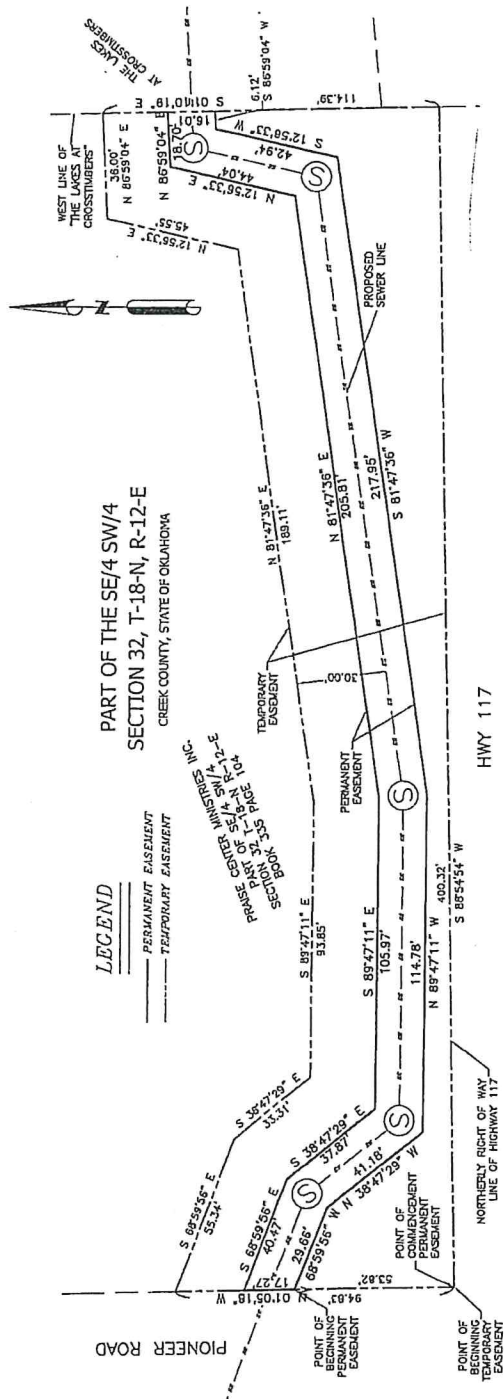 PART OF THE SE/4 SW/4
SECTION 32, T-18-N, R-12-E
CREEK COUNTY, STATE OF OKLAHOMA
LEGEND
PERMANENT EASEMENT
TEMPORARY EASEMENT
PRAISE CENTER MINISTRIES INC.
PART OF SE/4 SW/4
SECTION 32, T-18-N, R-12-E
BOOK 335 PAGE 104
PIONEER ROAD
S 68°59'56" E
55.34'
S 38°47'29" E
33.31'
S 89°47'11" E
93.85'
N 81°47'36" E
189.11'
N 12°56'33" E
45.55'
36.00'
N 86°59'04" E
WEST LINE OF
"THE LAKES AT
CROSSTIMBERS"
THE LAKES
AT CROSSTIMBERS
S 01°10'19" E
16.01'
N 86°59'04" E
18.70'
6.12'
S 86°59'04" W
114.39'
S 12°56'33" W
42.94'
44.04'
N 12°56'33" E
TEMPORARY
EASEMENT
30.00'
PERMANENT
EASEMENT
PROPOSED
SEWER LINE
S 68°59'56" E
40.47'
S 38°47'29" E
37.87'
S 89°47'11" E
105.97'
N 81°47'36" E
205.81'
217.95'
S 81°47'36" W
114.78'
N 89°47'11" W
41.18'
N 38°47'29" W
29.66'
N 68°59'56" W
17.27'
N 01°05'18" W
94.83'
53.82'
400.32'
S 88°54'54" W
POINT OF
BEGINNING
PERMANENT
EASEMENT
POINT OF
COMMENCEMENT
PERMANENT
EASEMENT
POINT OF
BEGINNING
TEMPORARY
EASEMENT
NORTHERLY RIGHT OF WAY
LINE OF HIGHWAY 117
HWY 117
S
S
S
S
S
N